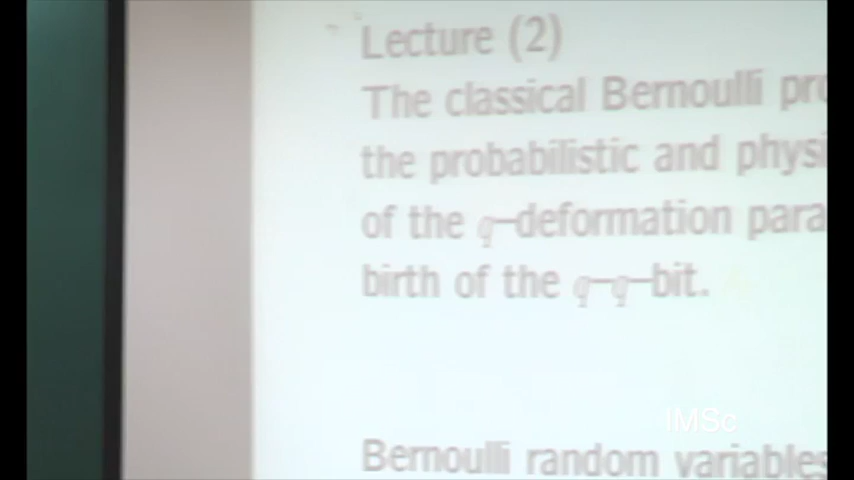 Lecture (2)
The classical Bernoulli pro
the probabilistic and physi
of the q–deformation para
birth of the q–q–bit.
IMSc
Bernoulli random variables